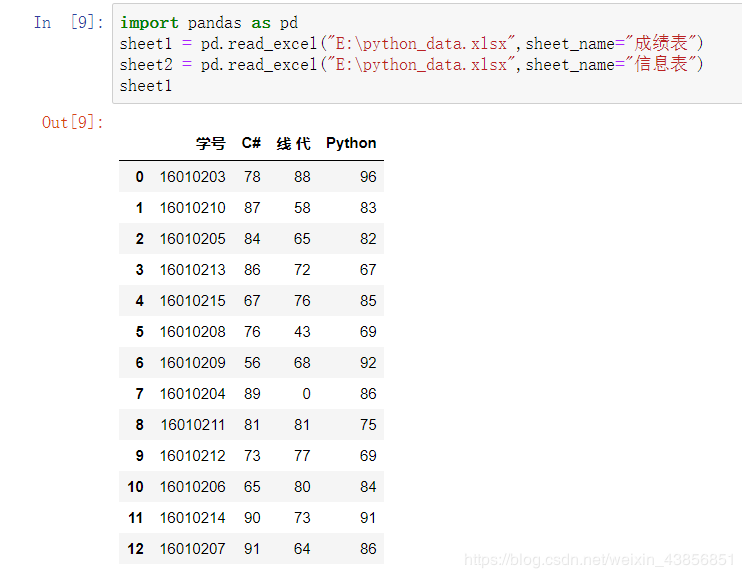 In [9]: import pandas as pd
sheet1 = pd.read_excel("E:\python_data.xlsx",sheet_name="成绩表")
sheet2 = pd.read_excel("E:\python_data.xlsx",sheet_name="信息表")
sheet1
Out[9]:
学号 C# 线 代 Python
0 16010203 78 88 96
1 16010210 87 58 83
2 16010205 84 65 82
3 16010213 86 72 67
4 16010215 67 76 85
5 16010208 76 43 69
6 16010209 56 68 92
7 16010204 89 0 86
8 16010211 81 81 75
9 16010212 73 77 69
10 16010206 65 80 84
11 16010214 90 73 91
12 16010207 91 64 86
https://blog.csdn.net/weixin_43856851